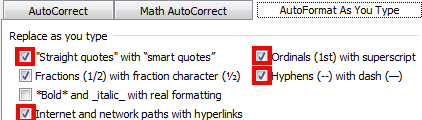 AutoCorrect Math AutoCorrect AutoFormat As You Type
Replace as you type
"Straight quotes" with “smart quotes” Ordinals (1st) with superscript
Fractions (1/2) with fraction character (½) Hyphens (--) with dash (—)
*Bold* and _italic_ with real formatting
Internet and network paths with hyperlinks